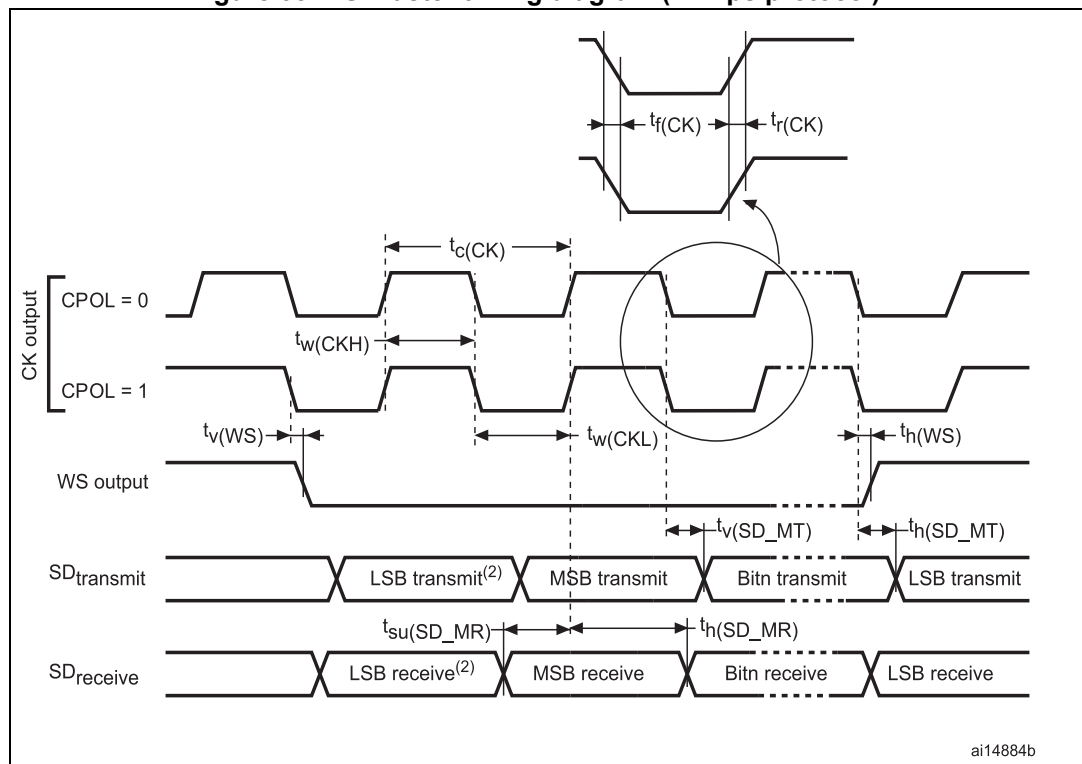 tf(CK)
tr(CK)
tc(CK)
CK output
CPOL = 0
tw(CKH)
CPOL = 1
tv(WS)
tw(CKL)
th(WS)
WS output
tv(SD_MT)
th(SD_MT)
SDtransmit
LSB transmit(2)
MSB transmit
Bitn transmit
LSB transmit
tsu(SD_MR)
th(SD_MR)
SDreceive
LSB receive(2)
MSB receive
Bitn receive
LSB receive
ai14884b